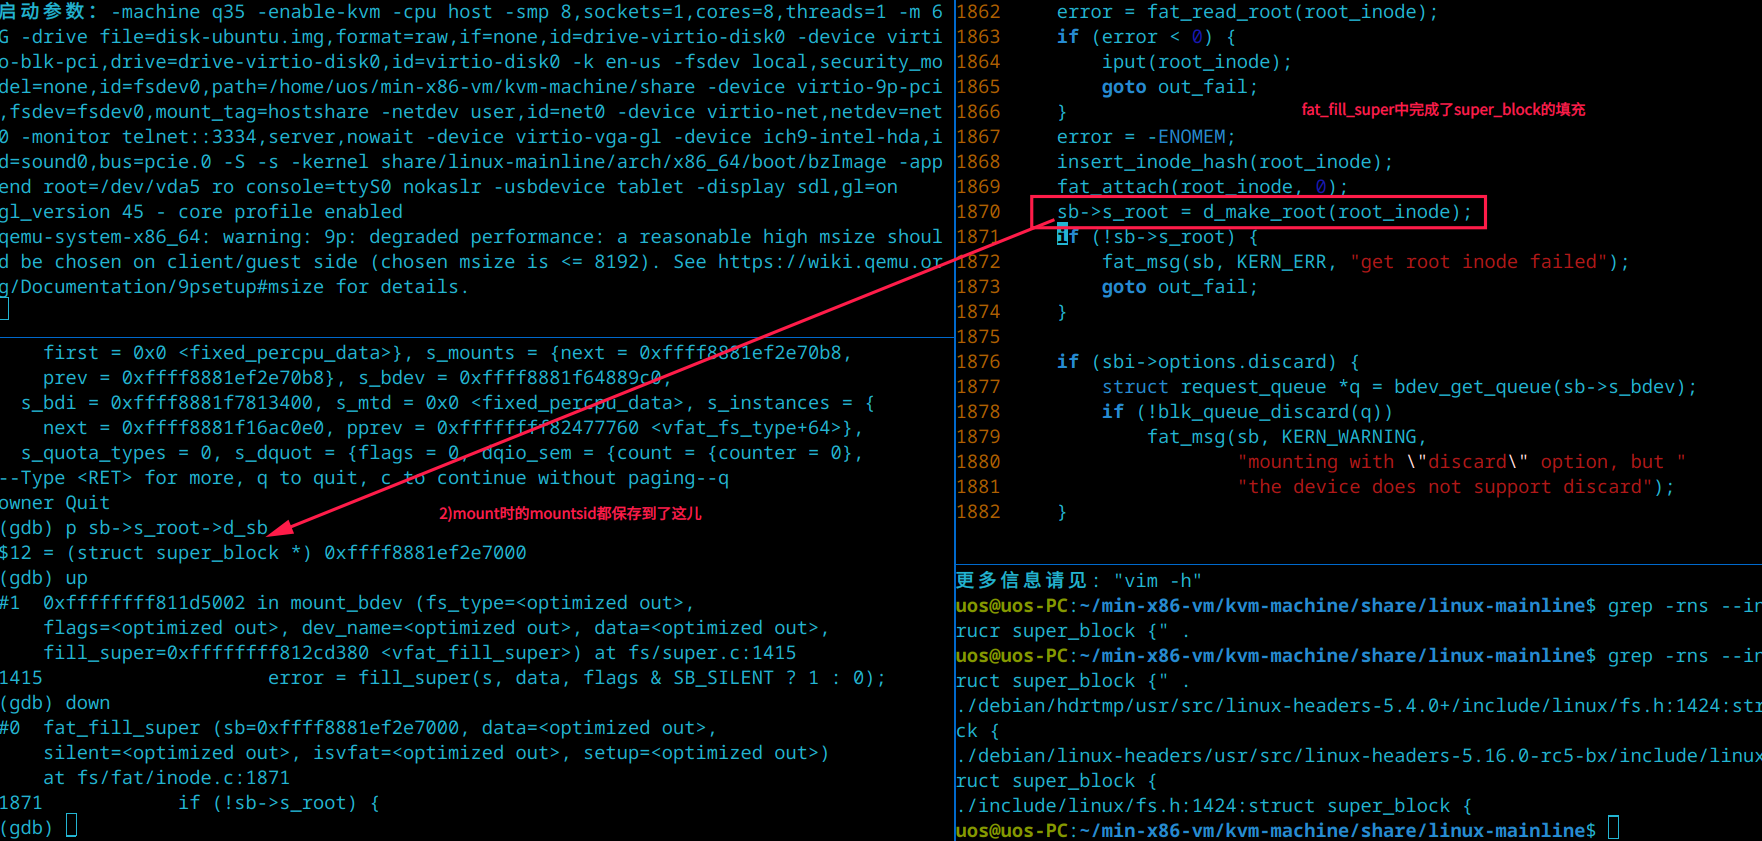 启动参数: -machine q35 -enable-kvm -cpu host -smp 8,sockets=1,cores=8,threads=1 -m 6
G -drive file=disk-ubuntu.img,format=raw,if=none,id=drive-virtio-disk0 -device virti
o-blk-pci,drive=drive-virtio-disk0,id=virtio-disk0 -k en-us -fsdev local,security_mo
del=none,id=fsdev0,path=/home/uos/min-x86-vm/kvm-machine/share -device virtio-9p-pci
,fsdev=fsdev0,mount_tag=hostshare -netdev user,id=net0 -device virtio-net,netdev=net
0 -monitor telnet::3334,server,nowait -device virtio-vga-gl -device ich9-intel-hda,i
d=sound0,bus=pcie.0 -S -s -kernel share/linux-mainline/arch/x86_64/boot/bzImage -app
end root=/dev/vda5 ro console=ttyS0 nokaslr -usbdevice tablet -display sdl,gl=on
gl_version 45 - core profile enabled
qemu-system-x86_64: warning: 9p: degraded performance: a reasonable high msize shoul
d be chosen on client/guest side (chosen msize is <= 8192). See https://wiki.qemu.or
g/Documentation/9psetup#msize for details.
first = 0x0 <fixed_percpu_data>}, s_mounts = {next = 0xffff8881ef2e70b8,
prev = 0xffff8881ef2e70b8}, s_bdev = 0xffff8881f64889c0,
s_bdi = 0xffff8881f7813400, s_mtd = 0x0 <fixed_percpu_data>, s_instances = {
next = 0xffff8881f16ac0e0, pprev = 0xffffffff82477760 <vfat_fs_type+64>},
s_quota_types = 0, s_dquot = {flags = 0, dqio_sem = {count = {counter = 0},
--Type <RET> for more, q to quit, c to continue without paging--q
owner Quit
(gdb) p sb->s_root->d_sb
2)mount时的mountsid都保存到了这儿
$12 = (struct super_block *) 0xffff8881ef2e7000
(gdb) up
#1  0xffffffff811d5002 in mount_bdev (fs_type=<optimized out>,
flags=<optimized out>, dev_name=<optimized out>, data=<optimized out>,
fill_super=0xffffffff812cd380 <vfat_fill_super>) at fs/super.c:1415
1415                    error = fill_super(s, data, flags & SB_SILENT ? 1 : 0);
(gdb) down
#0  fat_fill_super (sb=0xffff8881ef2e7000, data=<optimized out>,
silent=<optimized out>, isvfat=<optimized out>, setup=<optimized out>)
at fs/fat/inode.c:1871
1871            if (!sb->s_root) {
(gdb)
1862     error = fat_read_root(root_inode);
1863     if (error < 0) {
1864         iput(root_inode);
1865         goto out_fail;
1866     }
fat_fill_super中完成了super_block的填充
1867     error = -ENOMEM;
1868     insert_inode_hash(root_inode);
1869     fat_attach(root_inode, 0);
1870     sb->s_root = d_make_root(root_inode);
1871     if (!sb->s_root) {
1872         fat_msg(sb, KERN_ERR, "get root inode failed");
1873         goto out_fail;
1874     }
1875
1876     if (sbi->options.discard) {
1877         struct request_queue *q = bdev_get_queue(sb->s_bdev);
1878         if (!blk_queue_discard(q))
1879             fat_msg(sb, KERN_WARNING,
1880                     "mounting with \"discard\" option, but "
1881                     "the device does not support discard");
1882     }
更多信息请见: "vim -h"
uos@uos-PC:~/min-x86-vm/kvm-machine/share/linux-mainline$ grep -rns --in
rucr super_block {" .
uos@uos-PC:~/min-x86-vm/kvm-machine/share/linux-mainline$ grep -rns --in
ruct super_block {" .
./debian/hdrtmp/usr/src/linux-headers-5.4.0+/include/linux/fs.h:1424:str
ck {
./debian/linux-headers/usr/src/linux-headers-5.16.0-rc5-bx/include/linux
ruct super_block {
./include/linux/fs.h:1424:struct super_block {
uos@uos-PC:~/min-x86-vm/kvm-machine/share/linux-mainline$